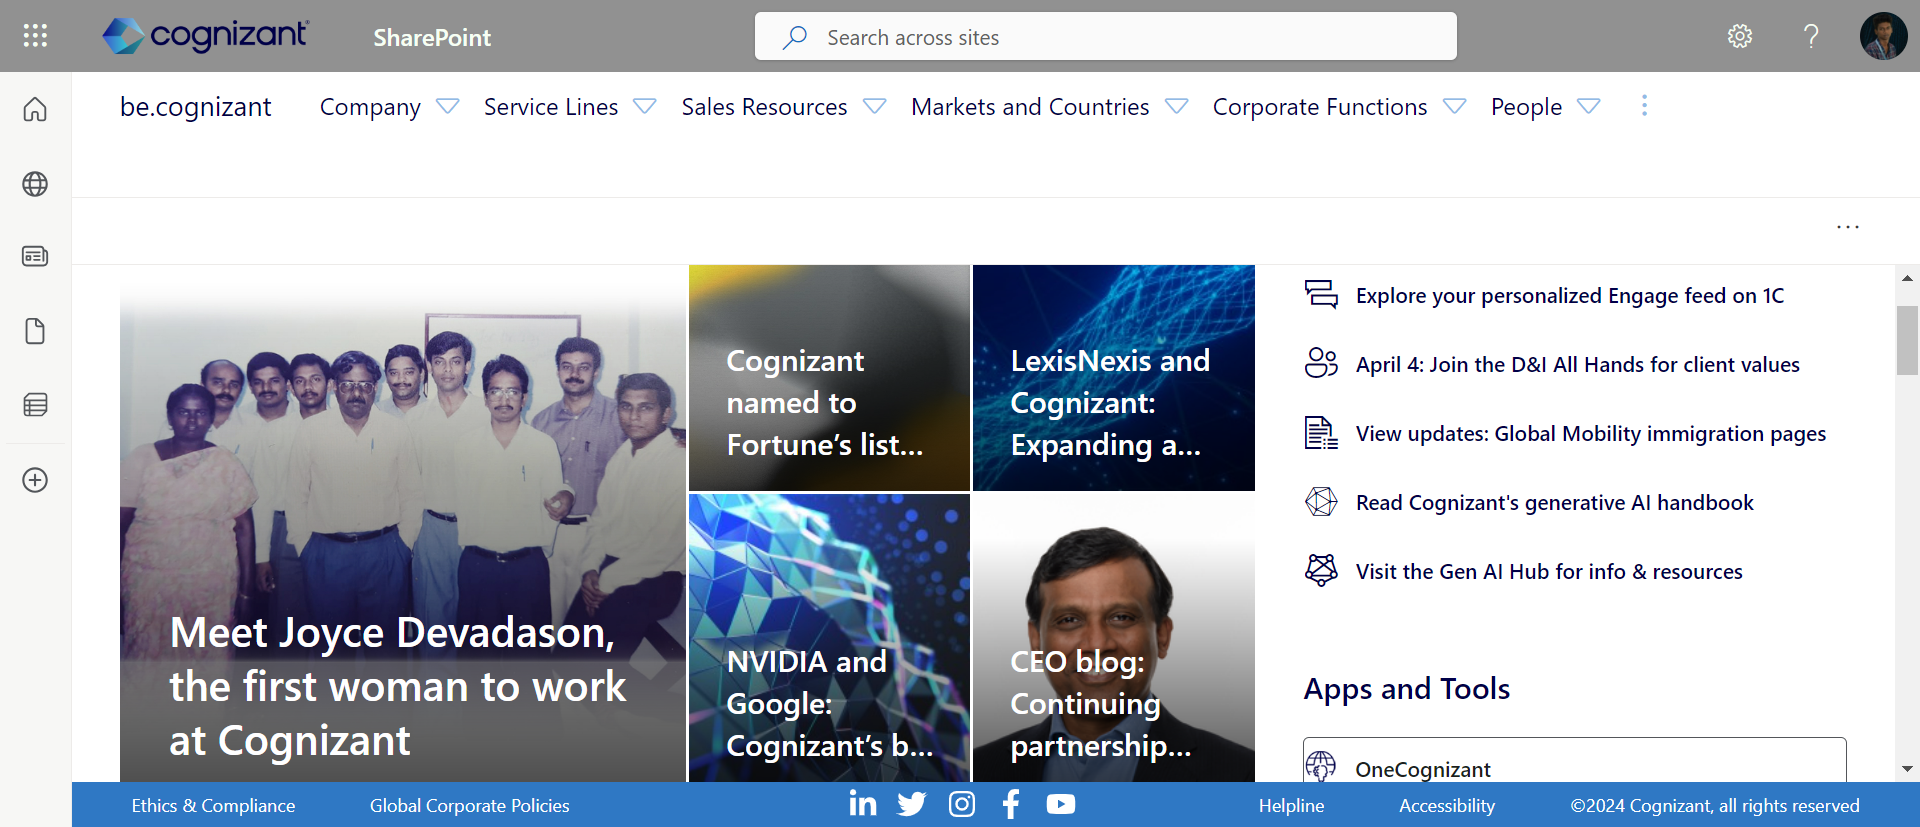 cognizant
SharePoint
Search across sites
be.cognizant
Company
Service Lines
Sales Resources
Markets and Countries
Corporate Functions
People
Cognizant
named to
Fortune’s list...
LexisNexis and
Cognizant:
Expanding a...
Meet Joyce Devadason,
the first woman to work
at Cognizant
NVIDIA and
Google:
Cognizant’s b...
CEO blog:
Continuing
partnership...
Explore your personalized Engage feed on 1C
April 4: Join the D&I All Hands for client values
View updates: Global Mobility immigration pages
Read Cognizant's generative AI handbook
Visit the Gen AI Hub for info & resources
Apps and Tools
OneCognizant
Ethics & Compliance
Global Corporate Policies
Helpline
Accessibility
©2024 Cognizant, all rights reserved